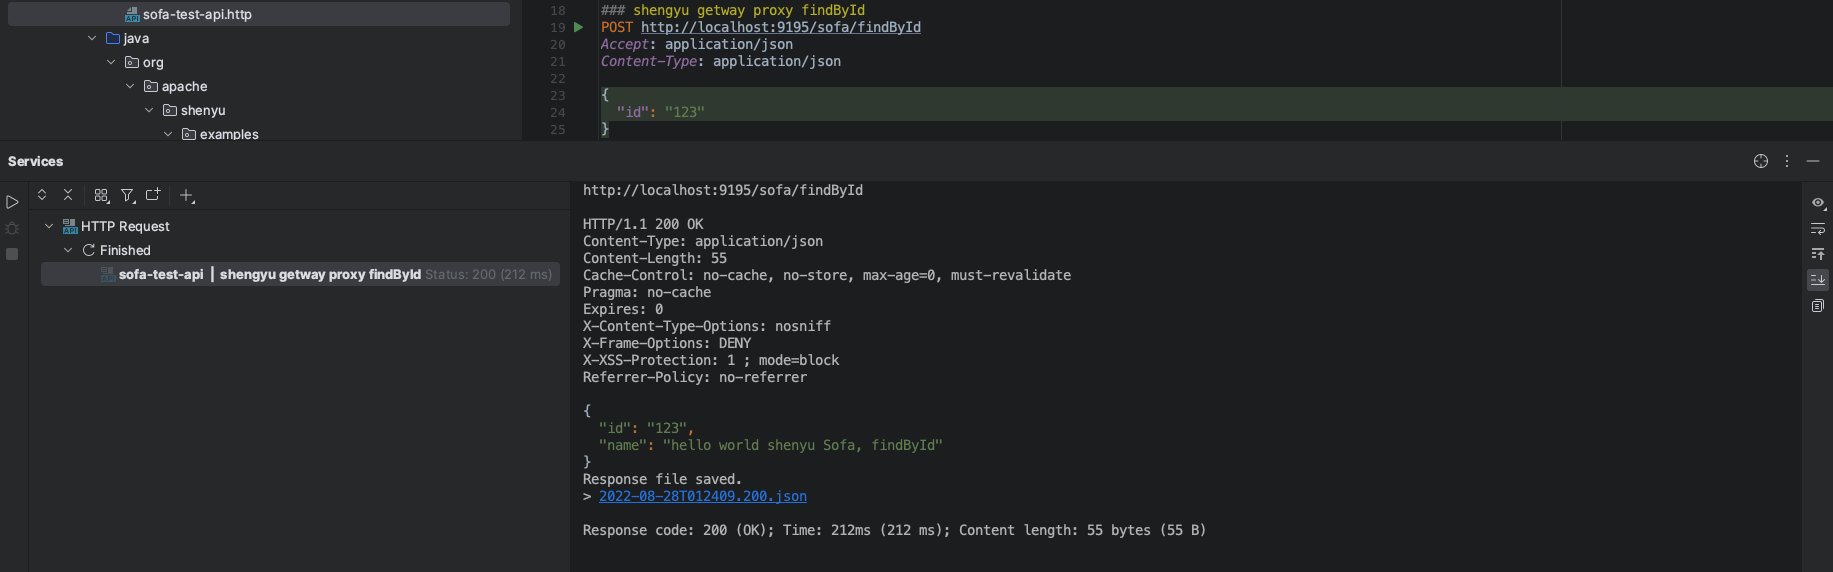 sofa-test-api.http
java
org
apache
shenyu
examples
18 ### shengyu getway proxy findById
19 POST http://localhost:9195/sofa/findById
20 Accept: application/json
21 Content-Type: application/json
22
23 {
24 "id": "123"
25 }
Services
HTTP Request
Finished
sofa-test-api | shengyu getway proxy findById Status: 200 (212 ms)
http://localhost:9195/sofa/findById
HTTP/1.1 200 OK
Content-Type: application/json
Content-Length: 55
Cache-Control: no-cache, no-store, max-age=0, must-revalidate
Pragma: no-cache
Expires: 0
X-Content-Type-Options: nosniff
X-Frame-Options: DENY
X-XSS-Protection: 1 ; mode=block
Referrer-Policy: no-referrer
{
"id": "123",
"name": "hello world shenyu Sofa, findById"
}
Response file saved.
> 2022-08-28T012409.200.json
Response code: 200 (OK); Time: 212ms (212 ms); Content length: 55 bytes (55 B)